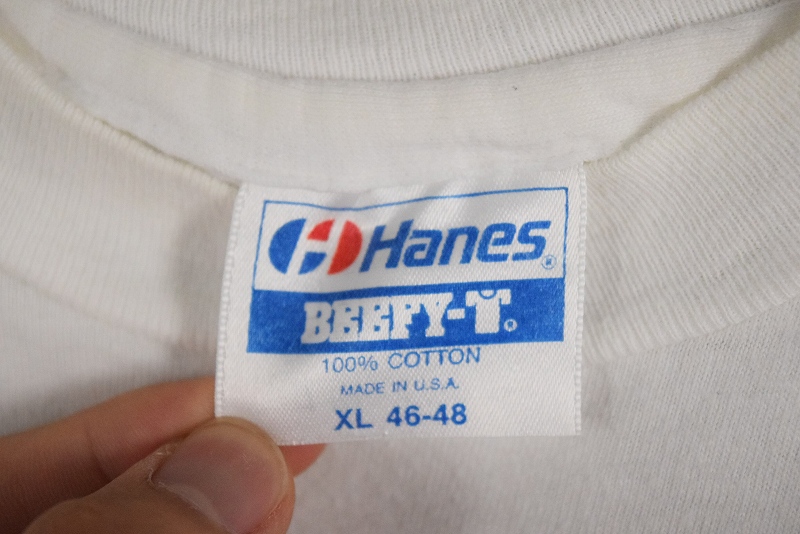 Hanes®
BEEFY-T®
100% COTTON
MADE IN U.S.A.
XL 46-48